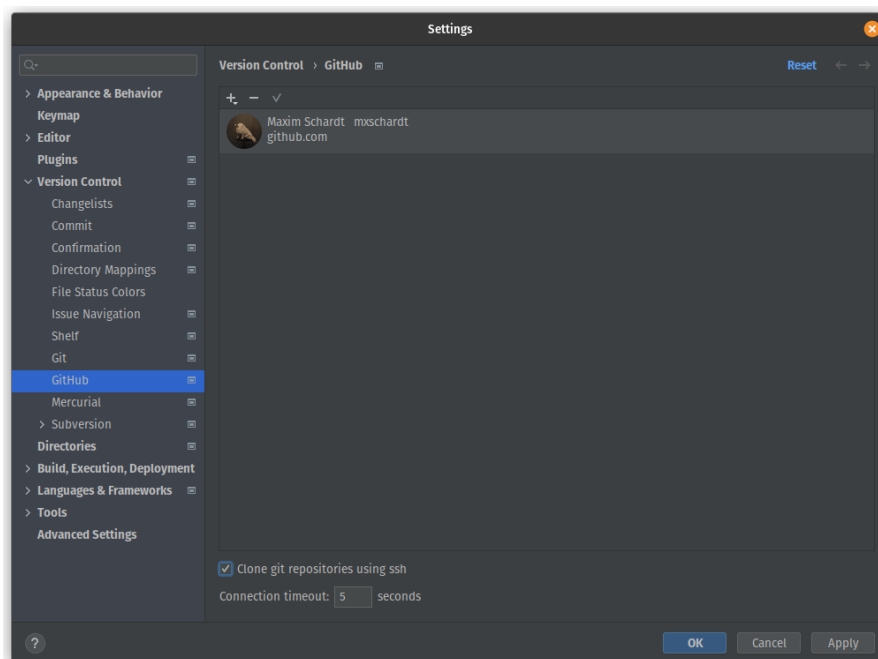 Settings
Appearance & Behavior
Keymap
Editor
Plugins
Version Control
Changelists
Commit
Confirmation
Directory Mappings
File Status Colors
Issue Navigation
Shelf
Git
GitHub
Mercurial
Subversion
Directories
Build, Execution, Deployment
Languages & Frameworks
Tools
Advanced Settings
Version Control › GitHub
Reset
Maxim Schardt mxschardt
github.com
Clone git repositories using ssh
Connection timeout: 5 seconds
?
OK
Cancel
Apply